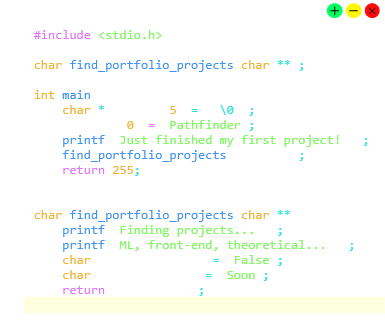 #include <stdio.h>
char find_portfolio_projects char ** ;
int main
char * 5 = \0 ;
0 = Pathfinder ;
printf Just finished my first project! ;
find_portfolio_projects ;
return 255;
char find_portfolio_projects char **
printf Finding projects... ;
printf ML, front-end, theoretical... ;
char = False ;
char = Soon ;
return ;